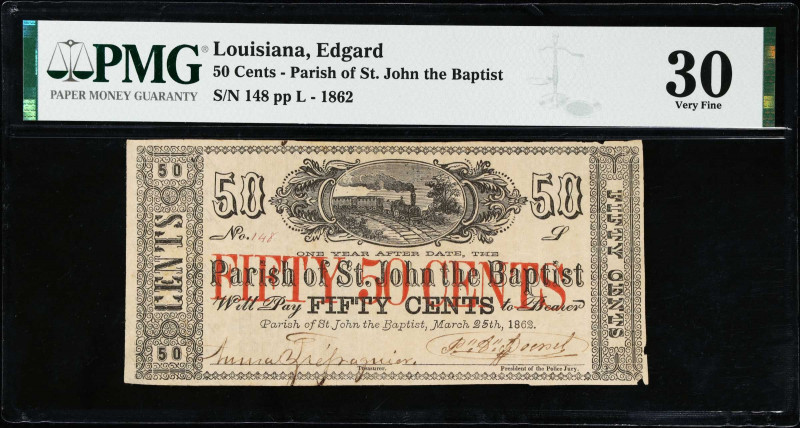 PMG®
PAPER MONEY GUARANTY
Louisiana, Edgard
50 Cents - Parish of St. John the Baptist
S/N 148 pp L - 1862
30
Very Fine
50
CENTS
50
50
50
No. 148
L
ONE YEAR AFTER DATE, THE
Parish of St. John the Baptist
FIFTY 50 CENTS
Will Pay FIFTY CENTS to Bearer
Parish of St John the Baptist, March 25th, 1862.
Treasurer.
President of the Police Jury.
FIFTY CENTS